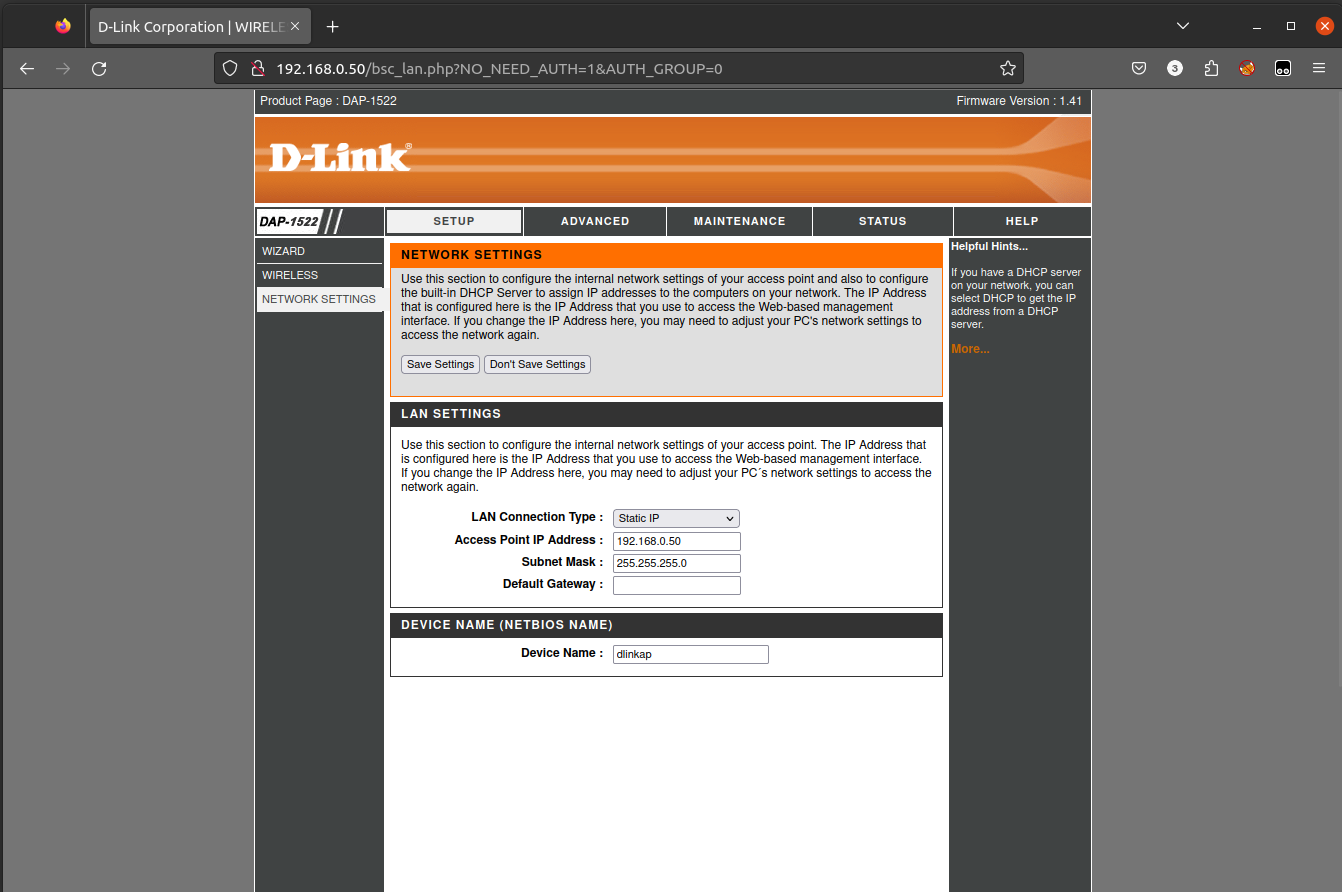 D-Link Corporation | WIRELE
192.168.0.50/bsc_lan.php?NO_NEED_AUTH=1&AUTH_GROUP=0
3
Product Page : DAP-1522
Firmware Version : 1.41
D-Link®
DAP-1522
SETUP
ADVANCED
MAINTENANCE
STATUS
HELP
WIZARD
WIRELESS
NETWORK SETTINGS
NETWORK SETTINGS
Use this section to configure the internal network settings of your access point and also to configure
the built-in DHCP Server to assign IP addresses to the computers on your network. The IP Address
that is configured here is the IP Address that you use to access the Web-based management
interface. If you change the IP Address here, you may need to adjust your PC's network settings to
access the network again.
Save Settings
Don't Save Settings
LAN SETTINGS
Use this section to configure the internal network settings of your access point. The IP Address that
is configured here is the IP Address that you use to access the Web-based management interface.
If you change the IP Address here, you may need to adjust your PC´s network settings to access the
network again.
LAN Connection Type : Static IP
Access Point IP Address : 192.168.0.50
Subnet Mask : 255.255.255.0
Default Gateway :
DEVICE NAME (NETBIOS NAME)
Device Name : dlinkap
Helpful Hints...
If you have a DHCP server
on your network, you can
select DHCP to get the IP
address from a DHCP
server.
More...